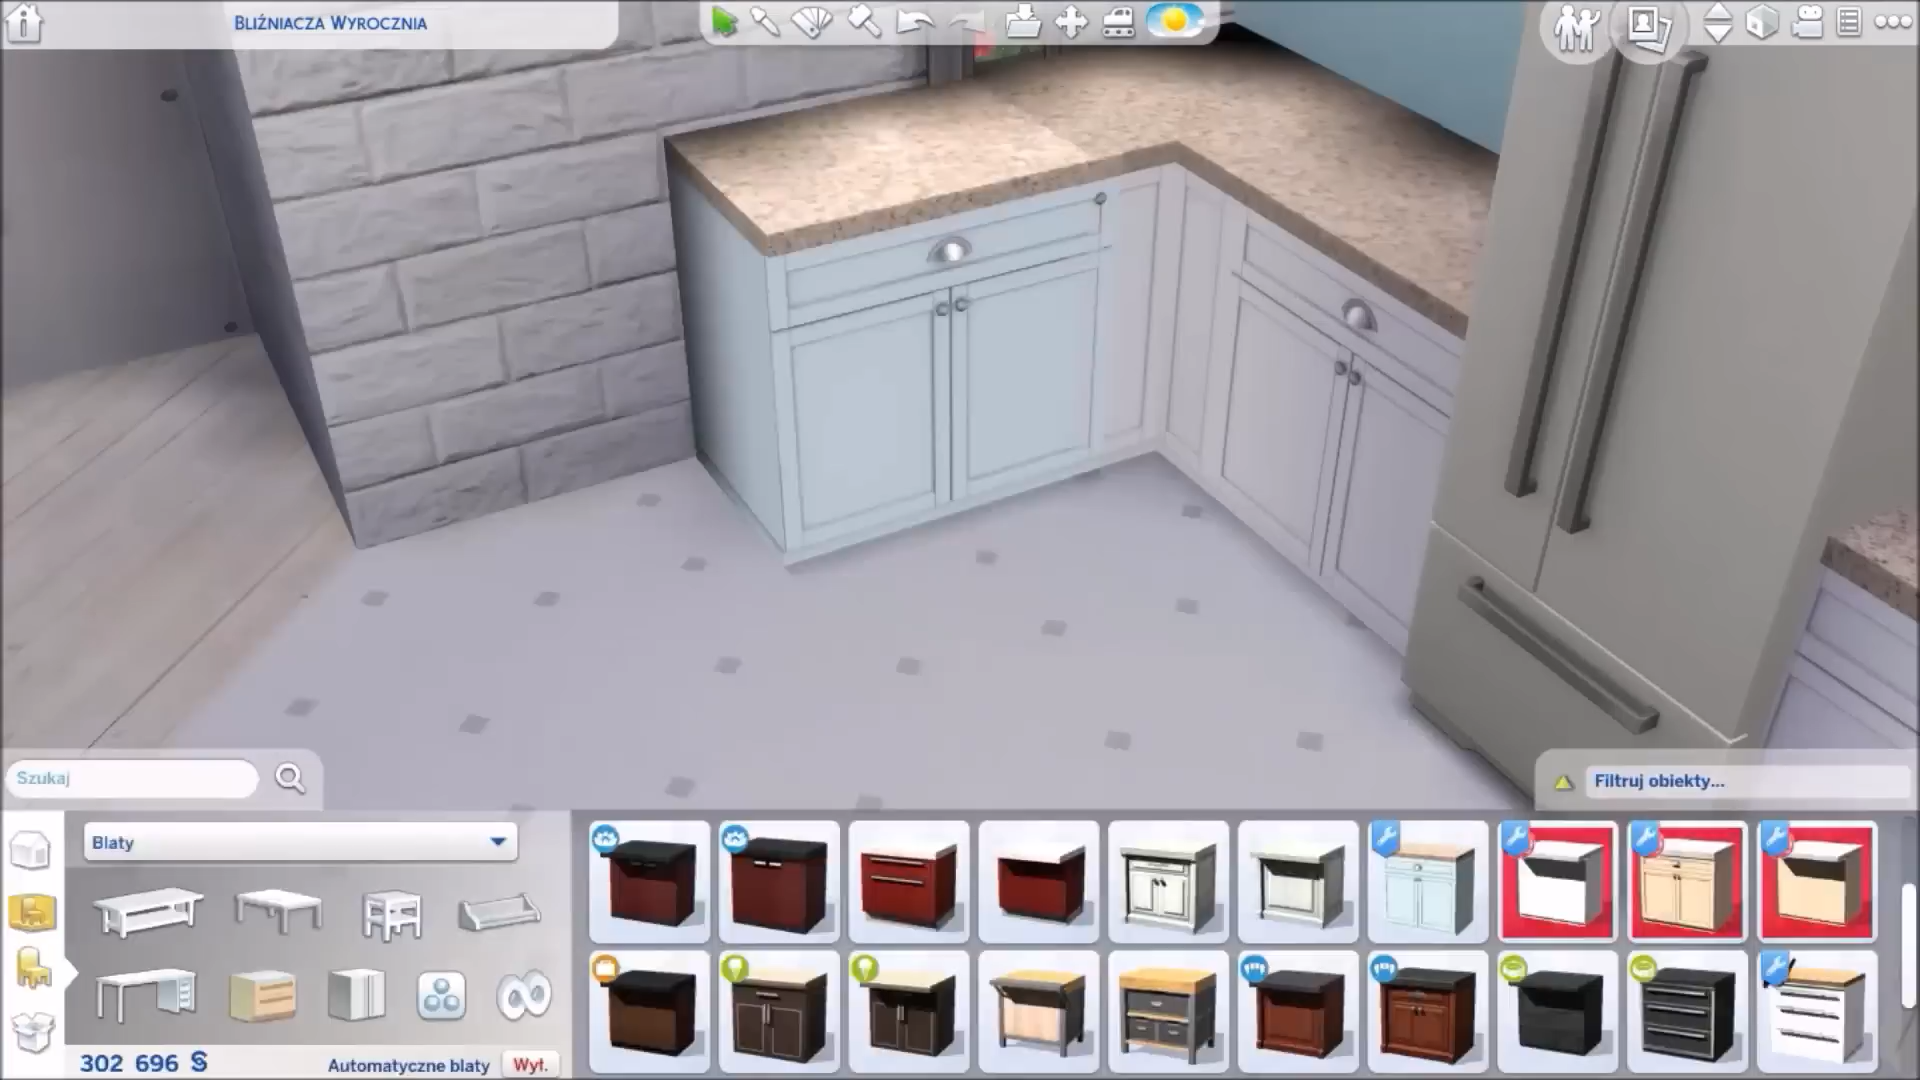 BLIŹNIACZA WYROCZNIA
Szukaj
Filtruj obiekty...
Blaty
302 696 §
Automatyczne blaty Wył.